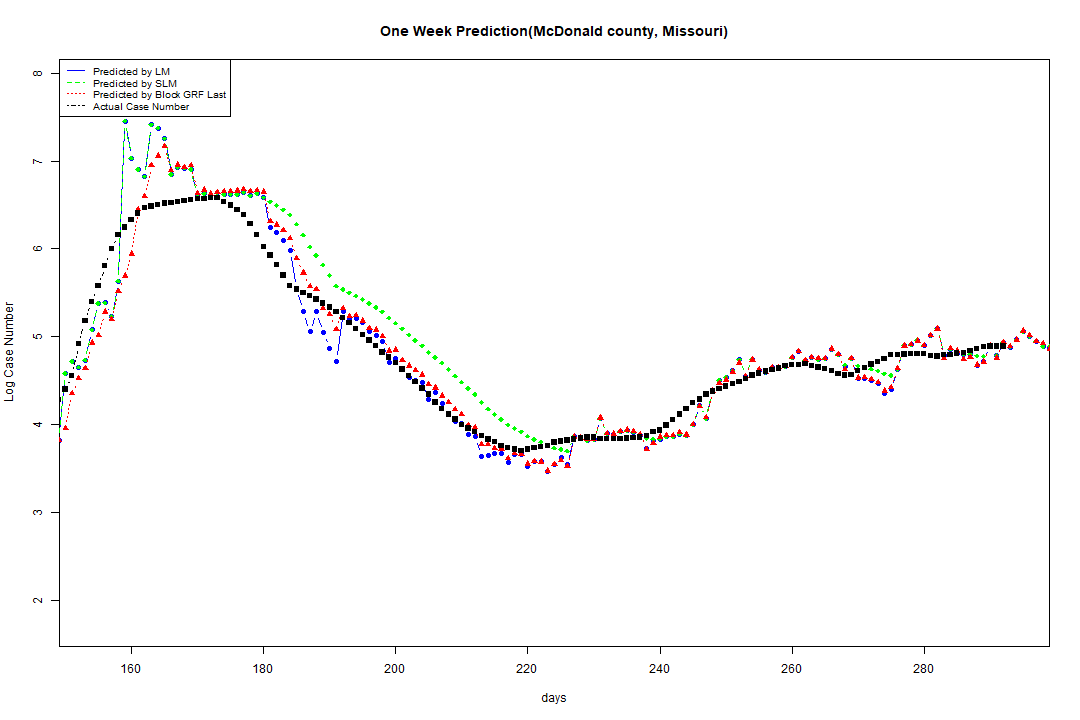 One Week Prediction(McDonald county, Missouri)
Predicted by LM
Predicted by SLM
Predicted by Block GRF Last
Actual Case Number
8
7
6
5
4
3
2
Log Case Number
160 180 200 220 240 260 280
days